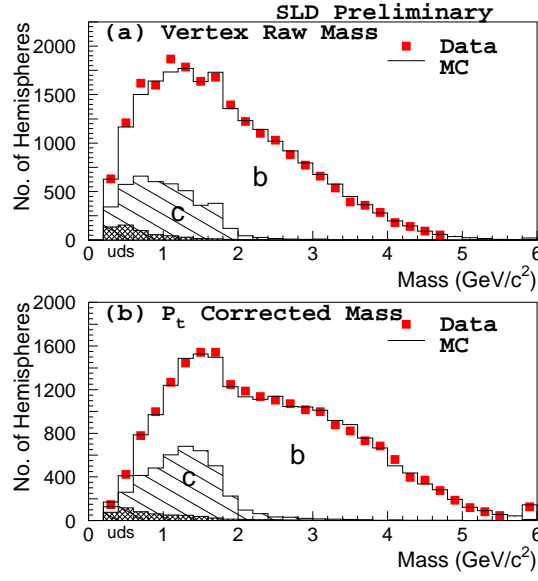 SLD Preliminary
(a) Vertex Raw Mass
Data
MC
No. of Hemispheres
2000
1500
1000
500
0
b
c
uds
0 1 2 3 4 5 6
Mass (GeV/c²)
(b) Pt Corrected Mass
Data
MC
No. of Hemispheres
2000
1600
1200
800
400
0
b
c
uds
0 1 2 3 4 5 6
Mass (GeV/c²)